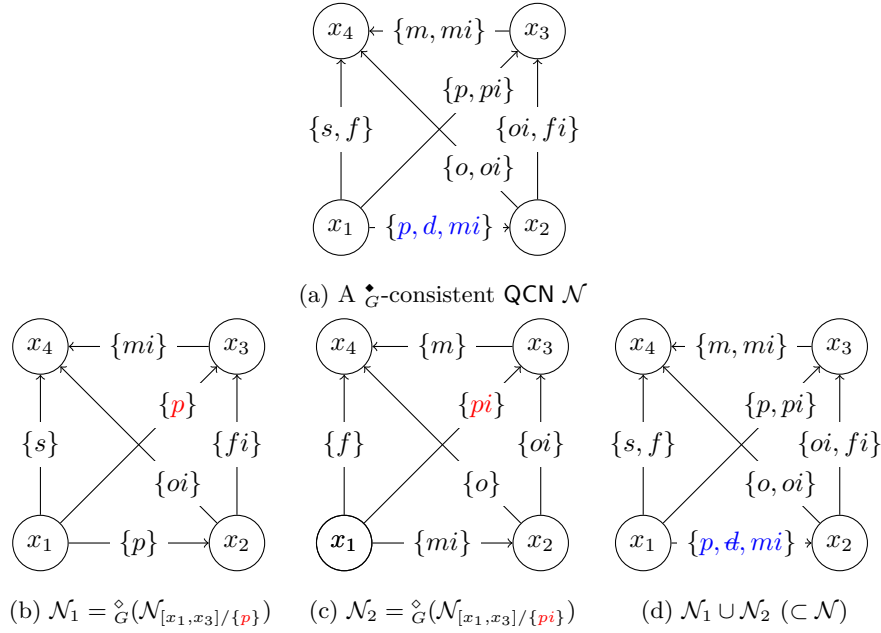 x4 {m, mi} x3
{p, pi}
{s, f} {oi, fi}
{o, oi}
x1 {p, d, mi} x2
(a) A ◆G-consistent QCN 𝒩
x4 {mi} x3 x4 {m} x3 x4 {m, mi} x3
{p} {pi} {p, pi}
{s} {fi} {f} {oi} {s, f} {oi, fi}
{oi} {o} {o, oi}
x1 {p} x2 x1 {mi} x2 x1 {p, d, mi} x2
(b) 𝒩1 = ◇G(𝒩[x1,x3]/{p}) (c) 𝒩2 = ◇G(𝒩[x1,x3]/{pi}) (d) 𝒩1 ∪ 𝒩2 (⊂ 𝒩)